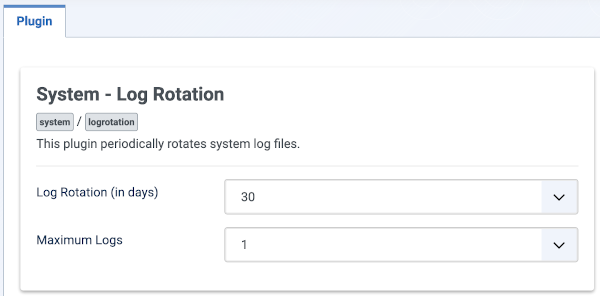 Plugin
System - Log Rotation
system / logrotation
This plugin periodically rotates system log files.
Log Rotation (in days)
30
Maximum Logs
1